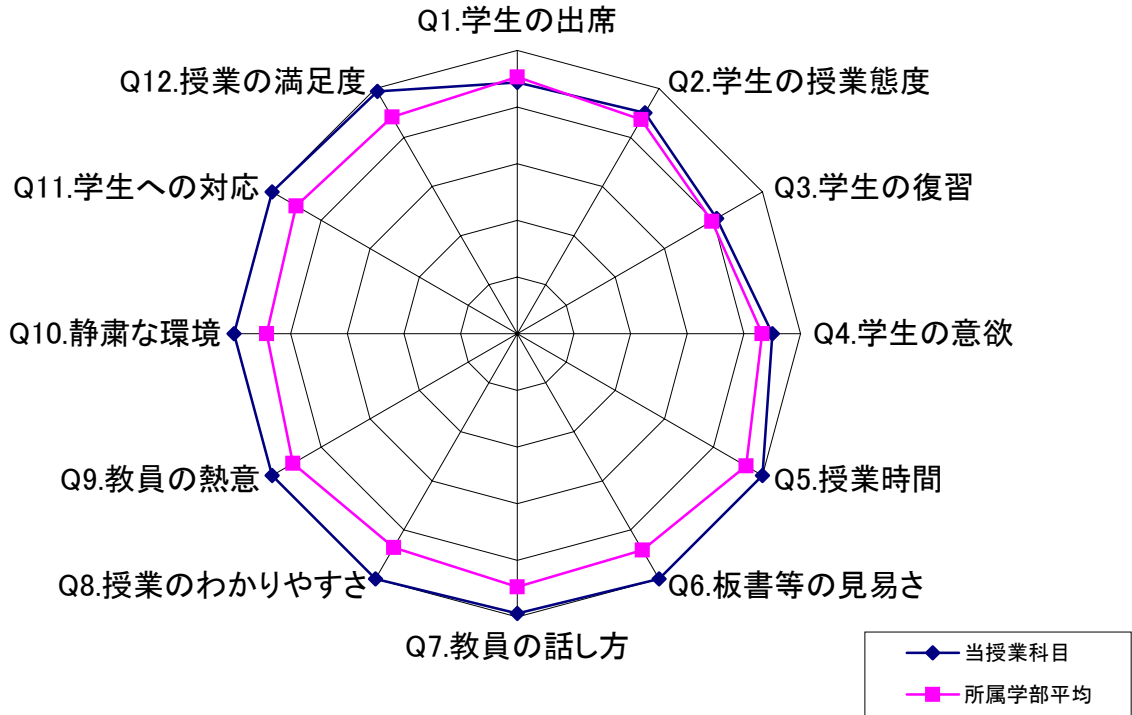 Q1.学生の出席
Q2.学生の授業態度
Q3.学生の復習
Q4.学生の意欲
Q5.授業時間
Q6.板書等の見易さ
Q7.教員の話し方
Q8.授業のわかりやすさ
Q9.教員の熱意
Q10.静粛な環境
Q11.学生への対応
Q12.授業の満足度
当授業科目
所属学部平均